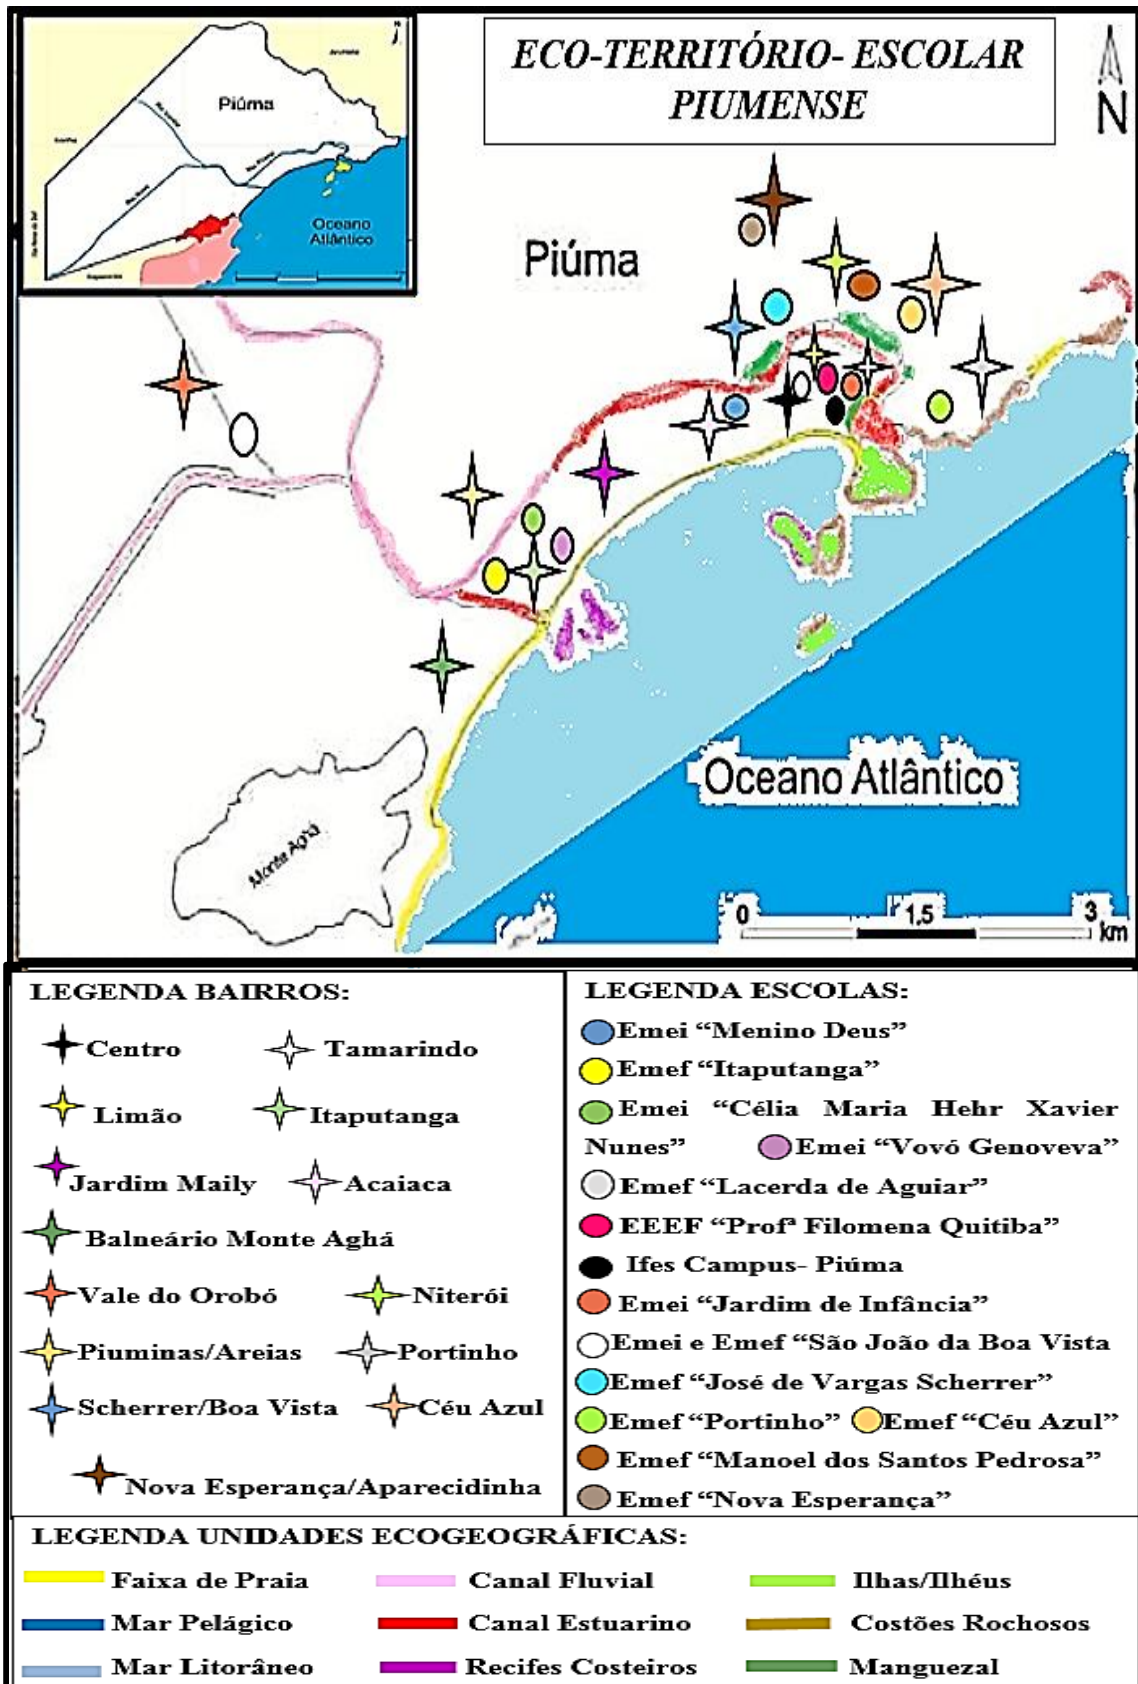 ECO-TERRITÓRIO- ESCOLAR
PIUMENSE
N
Piúma
Oceano
Atlântico
Piúma
Monte Aghá
Oceano Atlântico
0 1,5 3
km
LEGENDA BAIRROS:
Centro Tamarindo
Limão Itaputanga
Jardim Maily Acaiaca
Balneário Monte Aghá
Vale do Orobó Niterói
Piuminas/Areias Portinho
Scherrer/Boa Vista Céu Azul
Nova Esperança/Aparecidinha
LEGENDA ESCOLAS:
Emei “Menino Deus”
Emef “Itaputanga”
Emei “Célia Maria Hehr Xavier
Nunes” Emei “Vovó Genoveva”
Emef “Lacerda de Aguiar”
EEEF “Profª Filomena Quitiba”
Ifes Campus- Piúma
Emei “Jardim de Infância”
Emei e Emef “São João da Boa Vista
Emef “José de Vargas Scherrer”
Emef “Portinho” Emef “Céu Azul”
Emef “Manoel dos Santos Pedrosa”
Emef “Nova Esperança”
LEGENDA UNIDADES ECOGEOGRÁFICAS:
Faixa de Praia Canal Fluvial Ilhas/Ilhéus
Mar Pelágico Canal Estuarino Costões Rochosos
Mar Litorâneo Recifes Costeiros Manguezal